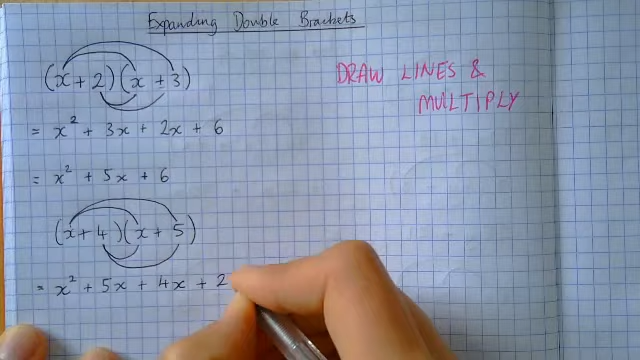 Expanding Double Brackets
(x + 2)(x + 3)
= x² + 3x + 2x + 6
= x² + 5x + 6
(x + 4)(x + 5)
= x² + 5x + 4x + 2
DRAW LINES &
MULTIPLY